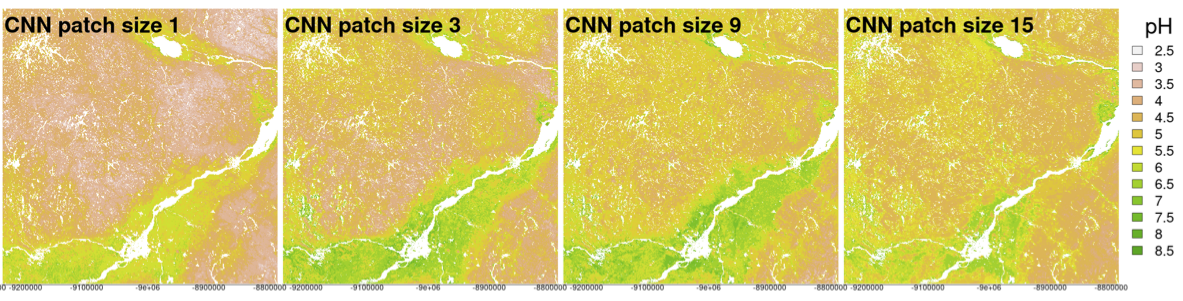 CNN patch size 1
CNN patch size 3
CNN patch size 9
CNN patch size 15
pH
2.5
3
3.5
4
4.5
5
5.5
6
6.5
7
7.5
8
8.5
-9200000 -9100000 -9e+06 -8900000 -8800000
-9200000 -9100000 -9e+06 -8900000 -8800000
-9200000 -9100000 -9e+06 -8900000 -8800000
-9200000 -9100000 -9e+06 -8900000 -8800000